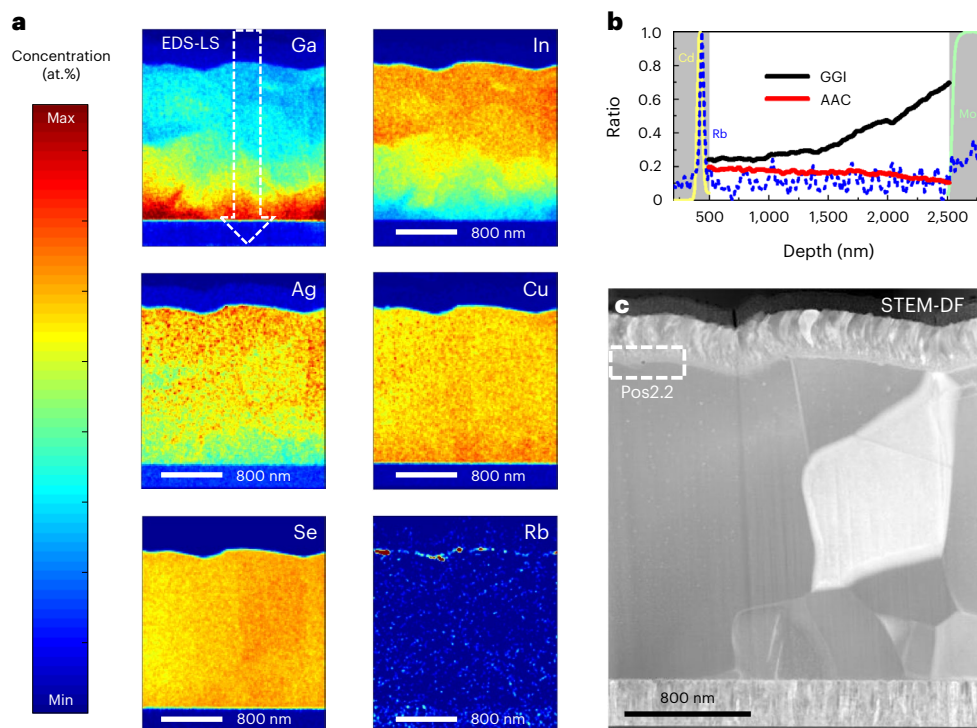 a
Concentration
(at.%)
Max
Min
EDS-LS
Ga
In
800 nm
Ag
800 nm
Cu
800 nm
Se
800 nm
Rb
800 nm
b
Ratio
1.0
0.8
0.6
0.4
0.2
0
Cd
Rb
GGI
AAC
Mo
500
1,000
1,500
2,000
2,500
Depth (nm)
c
STEM-DF
Pos2.2
800 nm